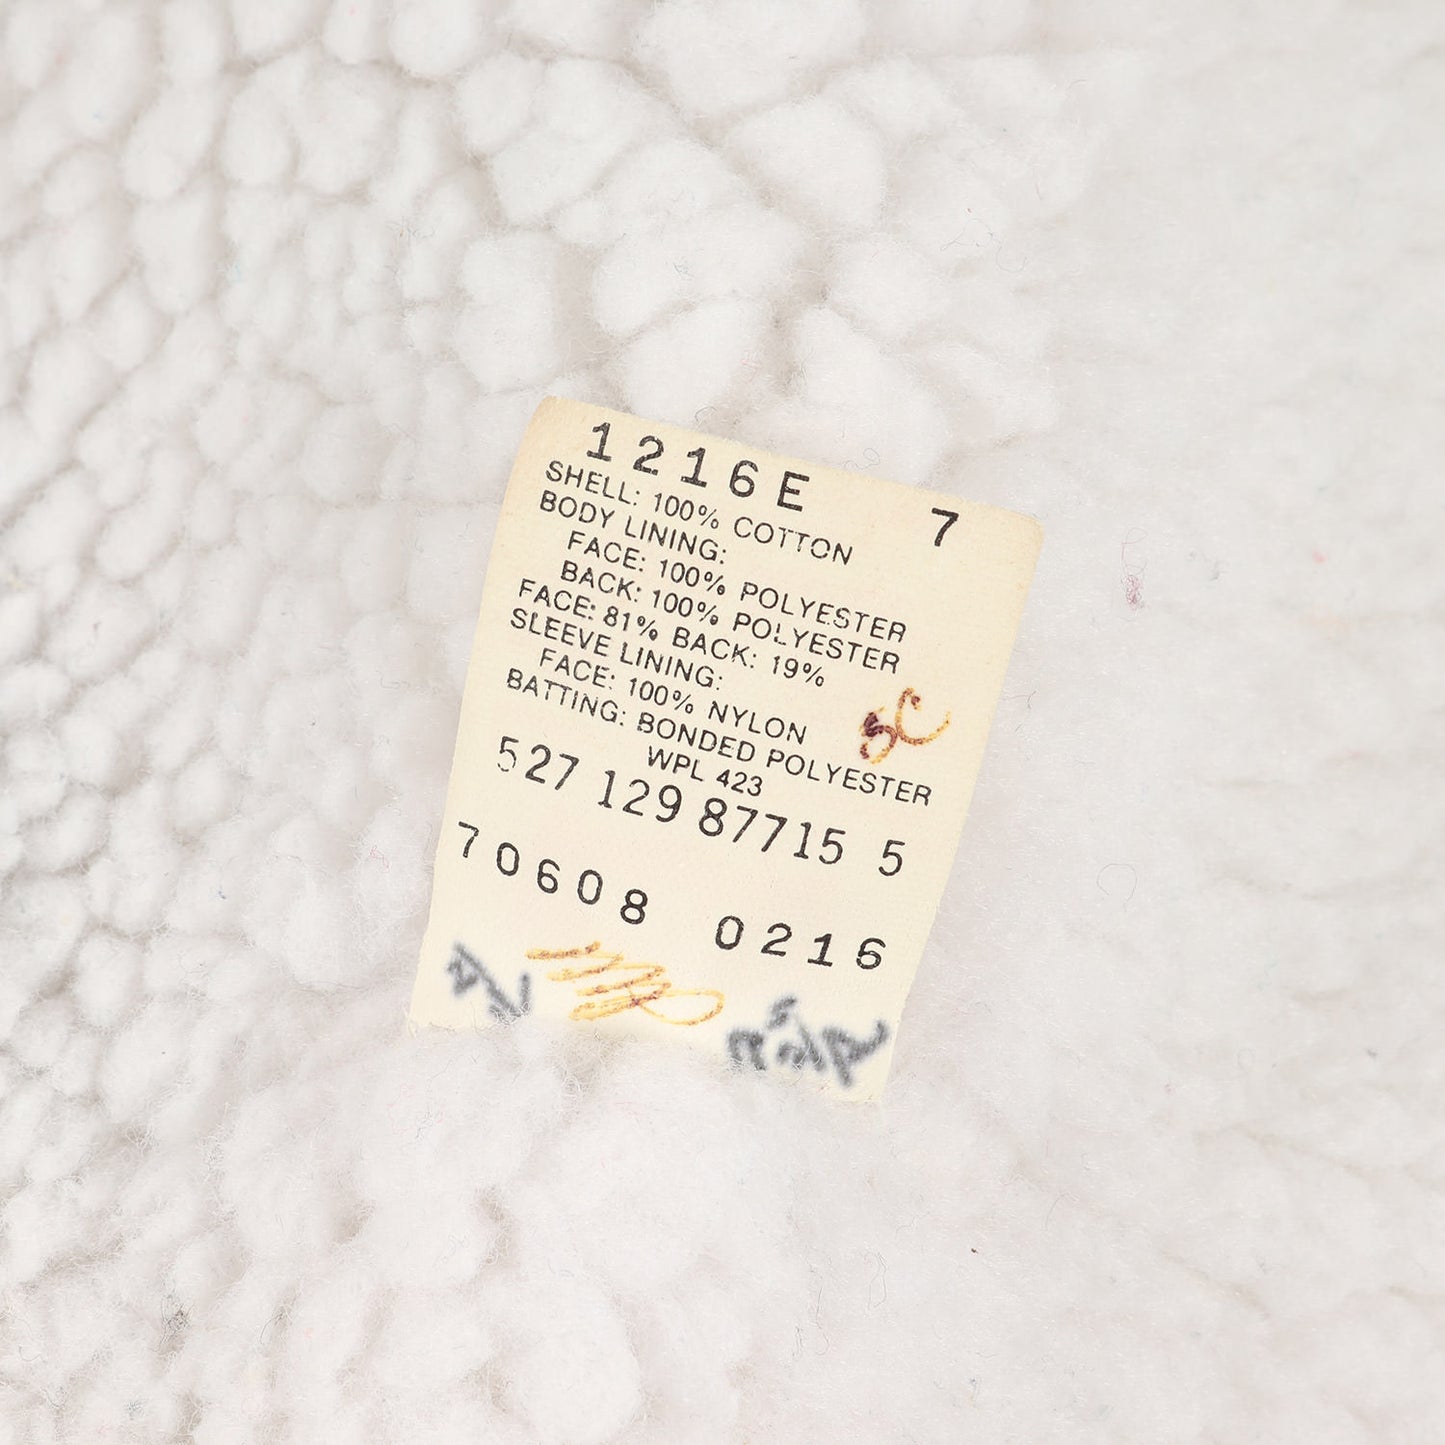 1216E 7
SHELL: 100% COTTON
BODY LINING:
FACE: 100% POLYESTER
BACK: 100% POLYESTER
FACE: 81% BACK: 19%
SLEEVE LINING:
FACE: 100% NYLON
BATTING: BONDED POLYESTER
WPL 423
527 129 87715 5
70608 0216